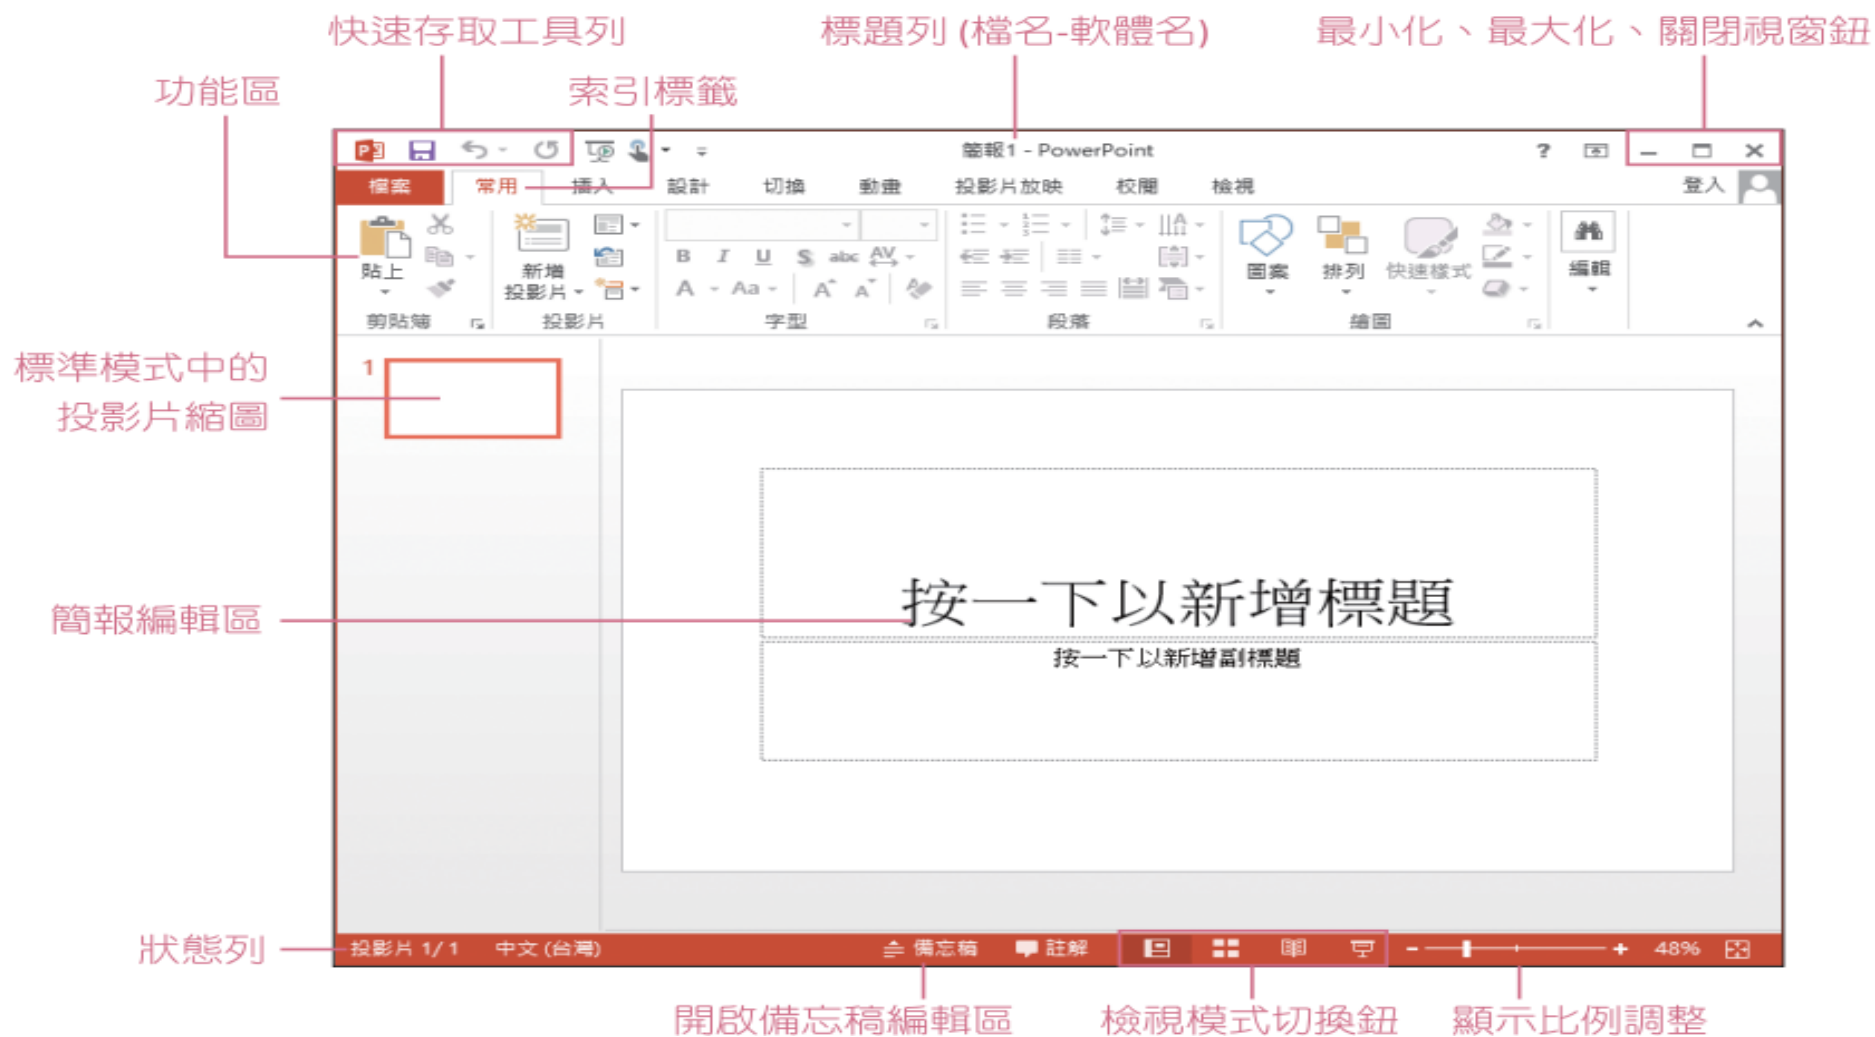 快速存取工具列
標題列 (檔名-軟體名)
最小化、最大化、關閉視窗鈕
功能區
索引標籤
簡報1 - PowerPoint
?
檔案 常用 插入 設計 切換 動畫 投影片放映 校閱 檢視 登入
貼上
新增
投影片
B I U S abc AV
A Aa A A
圖案 排列 快速樣式 編輯
剪貼簿 投影片 字型 段落 繪圖
標準模式中的
投影片縮圖
1
按一下以新增標題
簡報編輯區
按一下以新增副標題
狀態列
投影片 1/1 中文 (台灣) 備忘稿 註解 - + 48%
開啟備忘稿編輯區
檢視模式切換鈕
顯示比例調整